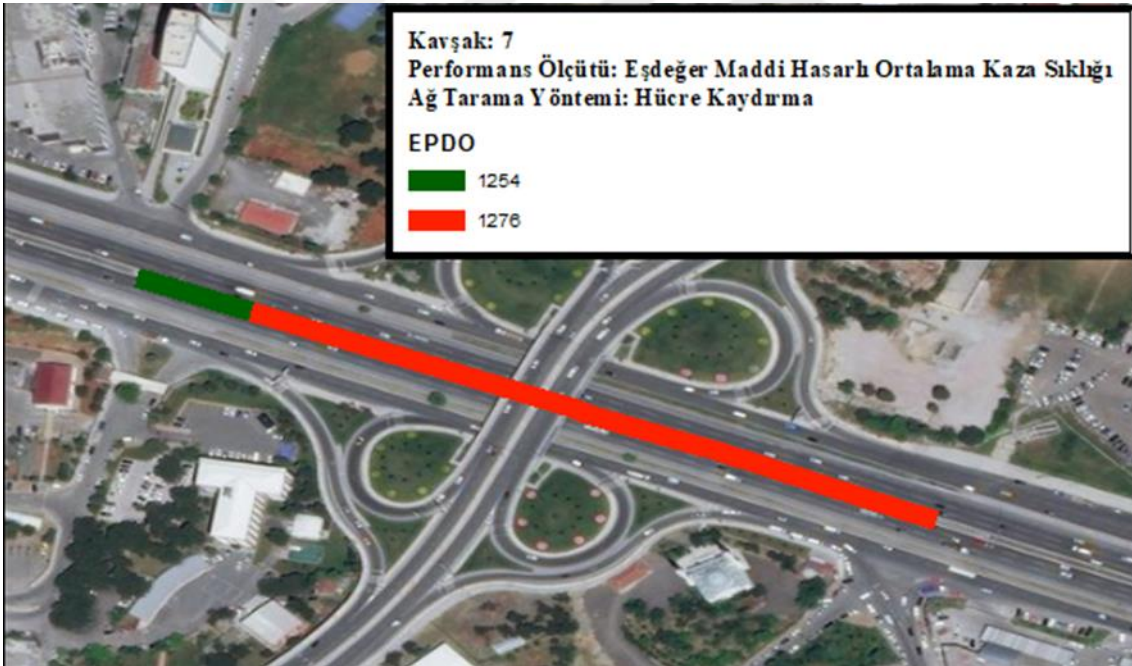 Kavşak: 7
Performans Ölçütü: Eşdeğer Maddi Hasarlı Ortalama Kaza Sıklığı
Ağ Tarama Yöntemi: Hücre Kaydırma
EPDO
1254
1276